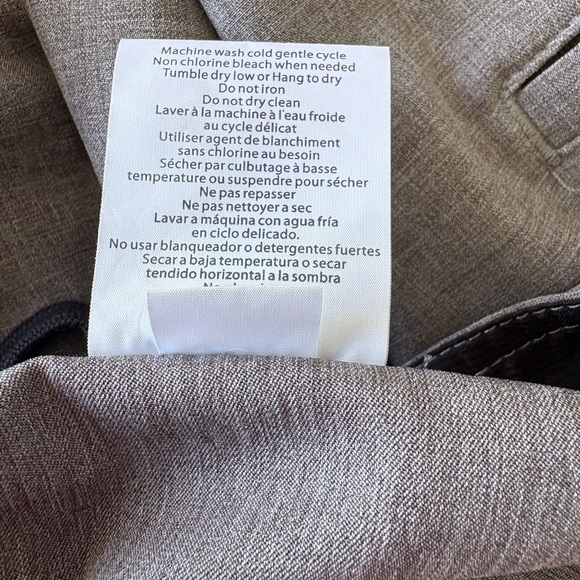 Machine wash cold gentle cycle
Non chlorine bleach when needed
Tumble dry low or Hang to dry
Do not iron
Do not dry clean
Laver à la machine à l'eau froide
au cycle délicat
Utiliser agent de blanchiment
sans chlorine au besoin
Sécher par culbutage à basse
temperature ou suspendre pour sécher
Ne pas repasser
Ne pas nettoyer a sec
Lavar a máquina con agua fría
en ciclo delicado.
No usar blanqueador o detergentes fuertes
Secar a baja temperatura o secar
tendido horizontal a la sombra